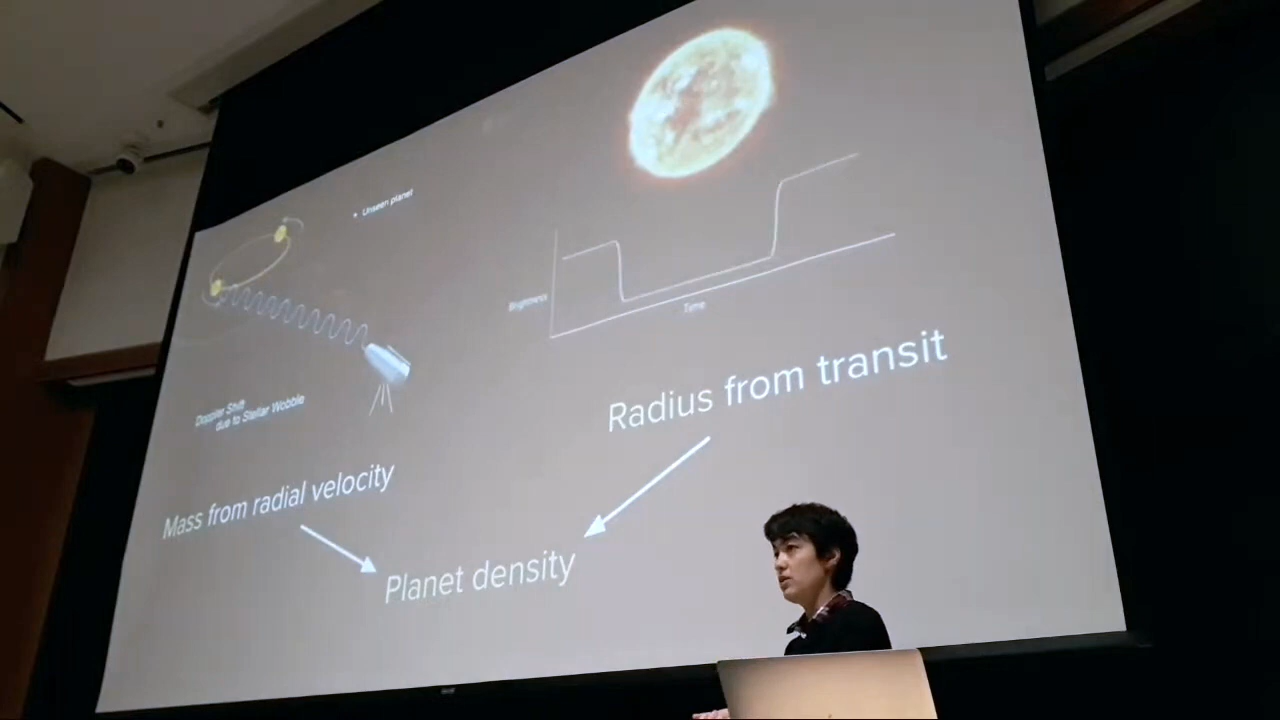 • Unseen planet
Doppler Shift
due to Stellar Wobble
Mass from radial velocity
Brightness
Time
Radius from transit
Planet density